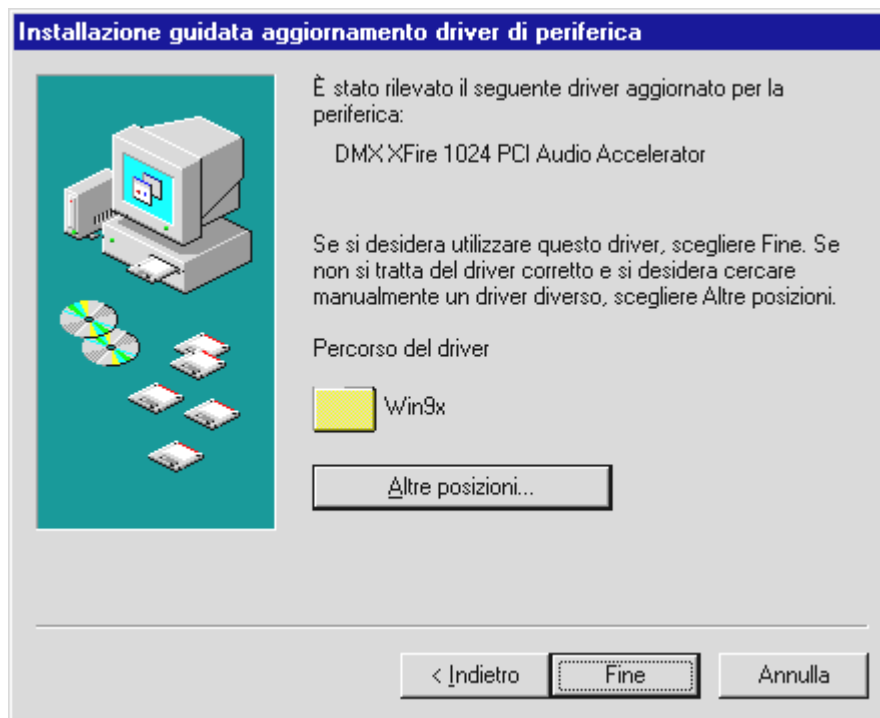 Installazione guidata aggiornamento driver di periferica
È stato rilevato il seguente driver aggiornato per la
periferica:
DMX XFire 1024 PCI Audio Accelerator
Se si desidera utilizzare questo driver, scegliere Fine. Se
non si tratta del driver corretto e si desidera cercare
manualmente un driver diverso, scegliere Altre posizioni.
Percorso del driver
Win9x
Altre posizioni...
< Indietro
Fine
Annulla